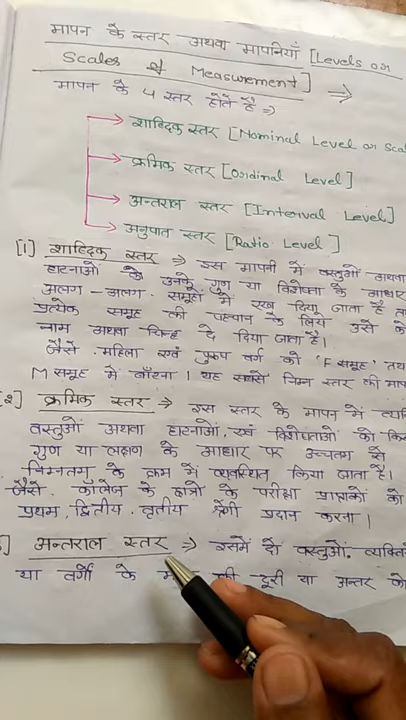 मापन के स्तर अथवा मापनियाँ [Levels or
Scales of Measurement] ⇒
मापन के 4 स्तर होते है ⇒
→ शाब्दिक स्तर [Nominal Level or Scal
→ क्रमिक स्तर [Ordinal Level]
→ अन्तराल स्तर [Interval Level]
→ अनुपात स्तर [Ratio Level]
[1] शाब्दिक स्तर ⇒ इस मापनी में वस्तुओं अथवा
घटनाओं को उनके गुण या विशेषता के आधार
अलग-अलग समूहों में रख दिया जाता है
प्रत्येक समूह की पहचान के लिये उसे को
नाम अथवा चिन्ह दे दिया जाता है।
जैसे - महिला एवं पुरुष वर्ग को 'F समूह' तथ
M समूह में बाँटना। यह सबसे निम्न स्तर की माप
2] क्रमिक स्तर ⇒ इस स्तर के मापन में व्यक्ति
वस्तुओं अथवा घटनाओं, एवं विशेषताओं को कि
गुण या लक्षण के आधार पर उच्चतम से
निम्नतम के क्रम में व्यवस्थित किया जाता है।
जैसे - कॉलेज के छात्रों के परीक्षा प्राप्तांको को
प्रथम, द्वितीय, तृतीय श्रेणी प्रदान करना।
] अन्तराल स्तर ⇒ इसमें दो वस्तुओं, व्यक्ति
या वर्गों के की दूरी या अन्तर को